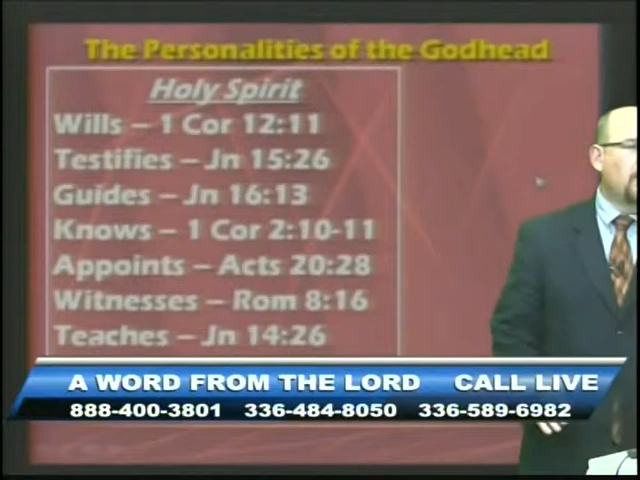 The Personalities of the Godhead
Holy Spirit
Wills – 1 Cor 12:11
Testifies – Jn 15:26
Guides – Jn 16:13
Knows – 1 Cor 2:10-11
Appoints – Acts 20:28
Witnesses – Rom 8:16
Teaches – Jn 14:26
A WORD FROM THE LORD CALL LIVE
888-400-3801 336-484-8050 336-589-6982